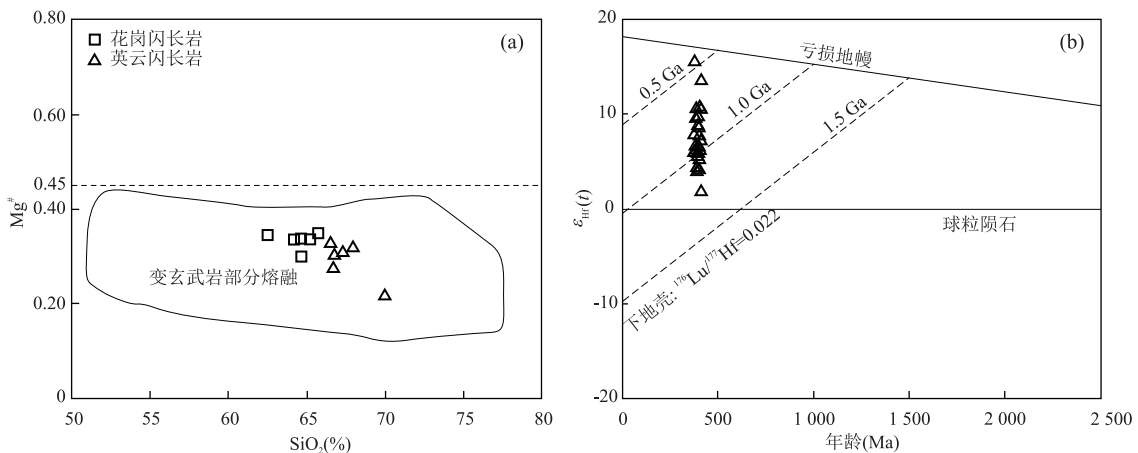 0.80
0.60
0.45
0.40
0.20
0
Mg#
50
55
60
65
70
75
80
SiO₂(%)
花岗闪长岩
英云闪长岩
(a)
变玄武岩部分熔融
20
10
0
-10
-20
εHf(t)
0
500
1 000
1 500
2 000
2 500
年龄(Ma)
(b)
亏损地幔
0.5 Ga
1.0 Ga
1.5 Ga
球粒陨石
下地壳: ¹⁷⁶Lu/¹⁷⁷Hf=0.022